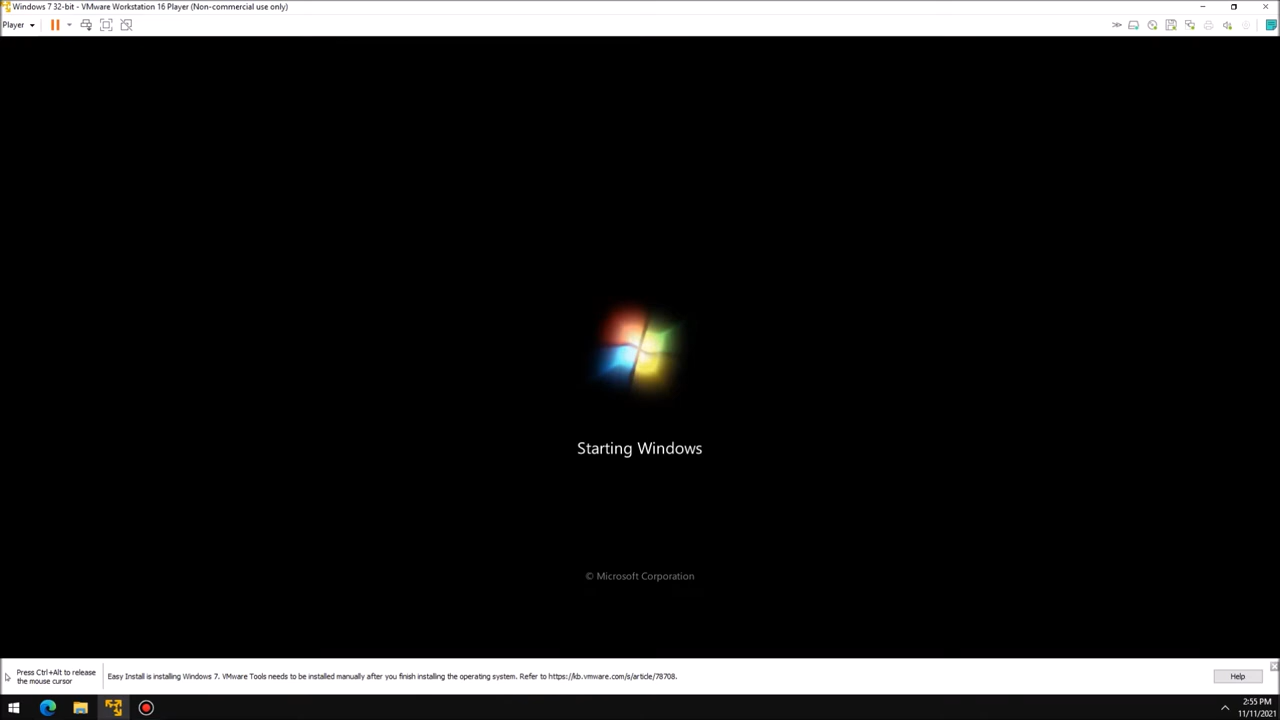 Windows 7 32-bit - VMware Workstation 16 Player (Non-commercial use only)
Player
Starting Windows
© Microsoft Corporation
Press Ctrl+Alt to release
the mouse cursor
Easy Install is installing Windows 7. VMware Tools needs to be installed manually after you finish installing the operating system. Refer to https://kb.vmware.com/s/article/78708.
Help
2:55 PM
11/11/2021